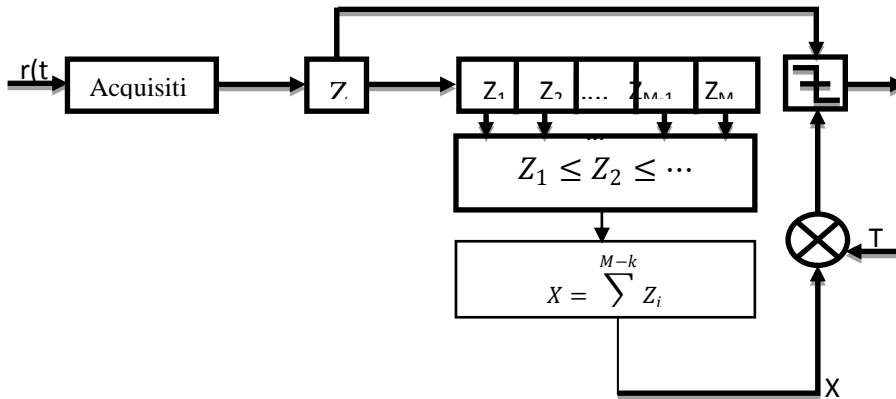 r(t
Acquisiti
Z
Z1 Z2 .... ZM-1 ZM
...
Z₁ ≤ Z₂ ≤ ⋯
T
M−k
X = ∑ Zᵢ
X